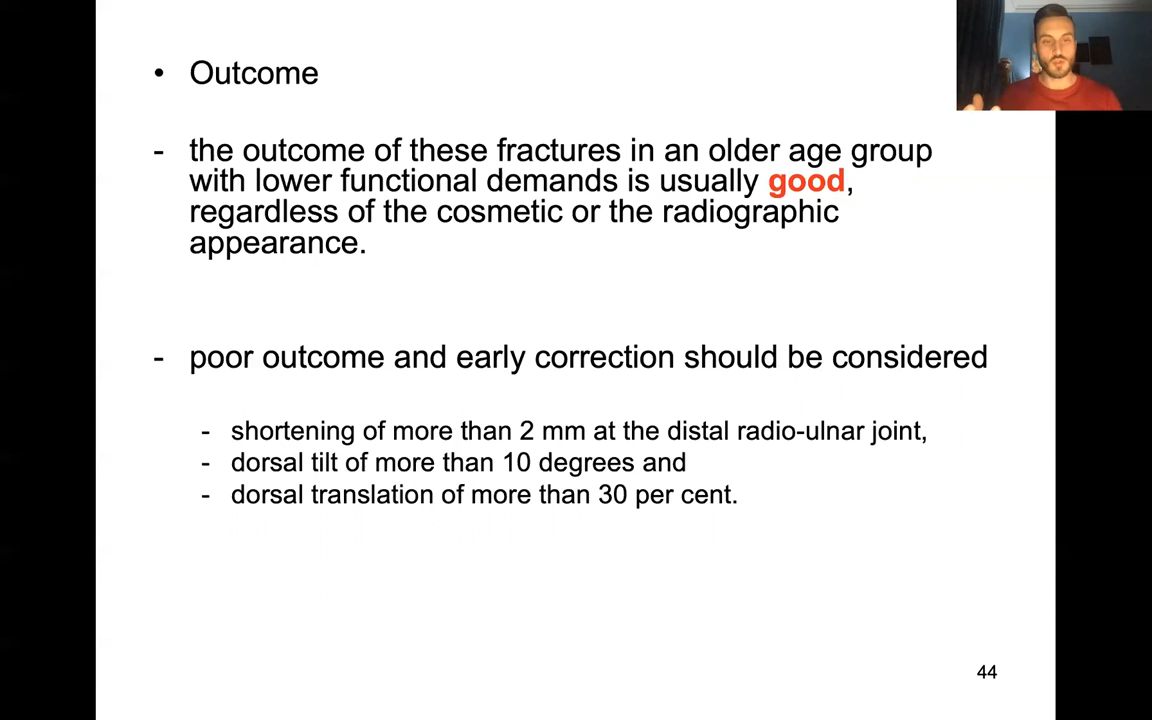 • Outcome
- the outcome of these fractures in an older age group
with lower functional demands is usually good,
regardless of the cosmetic or the radiographic
appearance.
- poor outcome and early correction should be considered
- shortening of more than 2 mm at the distal radio-ulnar joint,
- dorsal tilt of more than 10 degrees and
- dorsal translation of more than 30 per cent.
44